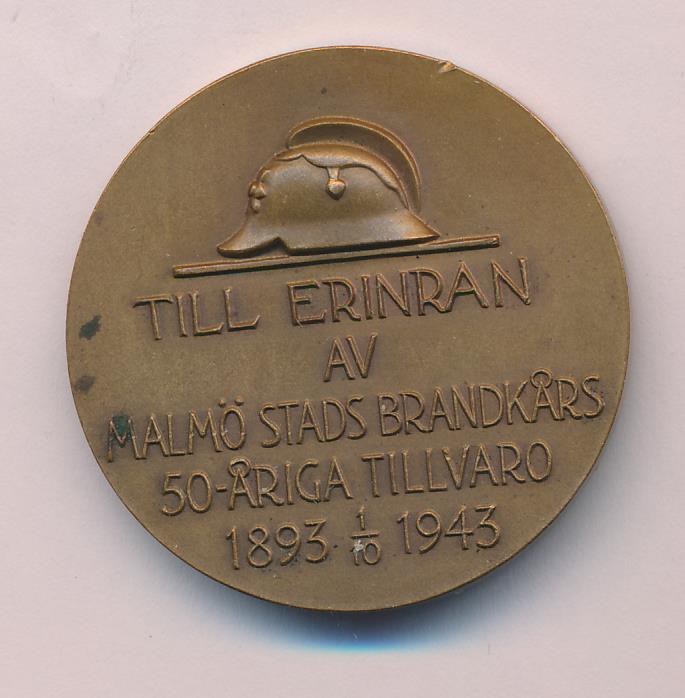 TILL ERINRAN
AV
MALMÖ STADS BRANDKÅRS
50-ÅRIGA TILLVARO
1893 1/10 1943